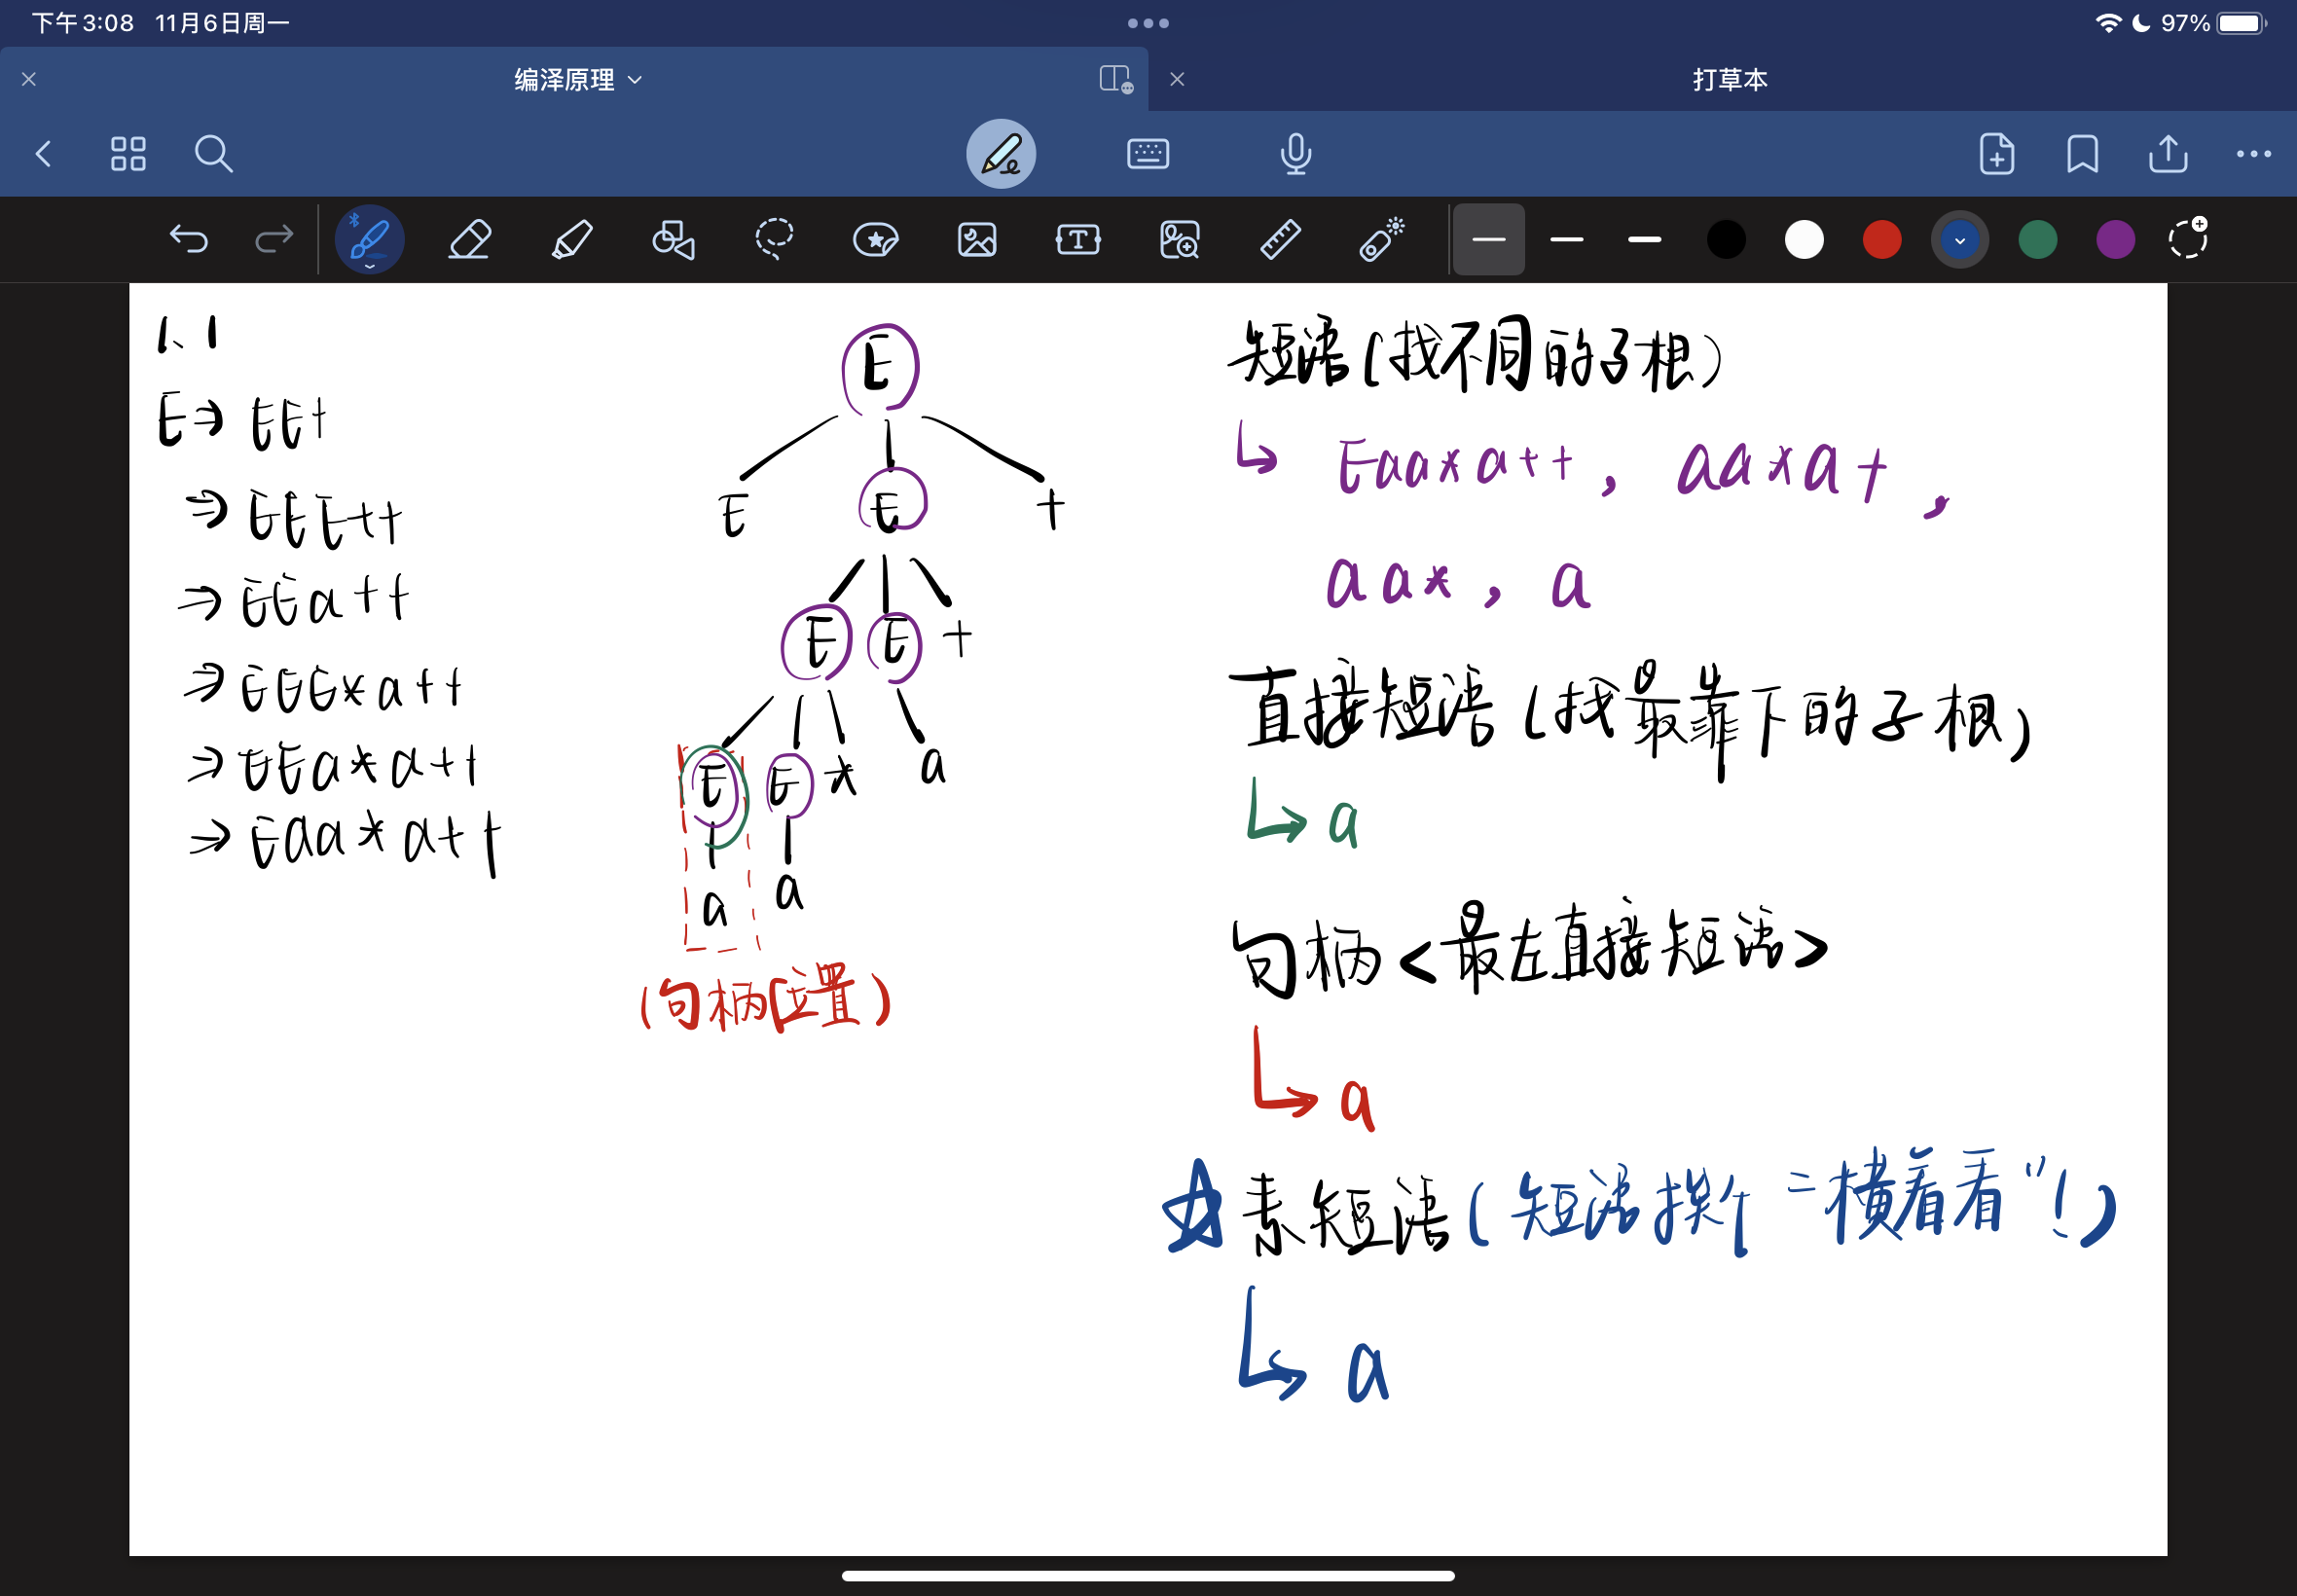 下午3:08 11月6日周一
97%
编泽原理
打草本
1、1
E→ EE+
⇒ EEE++
⇒ EEa++
⇒ EEE*a++
⇒ EEa*a++
⇒ Eaa*a++
E
E E +
E E +
E E * a
a a
(句柄位置)
短语(找不同的子根)
↳ Eaa*a++, aa*a+,
aa*, a
直接短语(找最靠下的子根)
↳ a
句柄<最左直接短语>
↳ a
☆ 素短语(短语找 "横着看"!)
↳ a